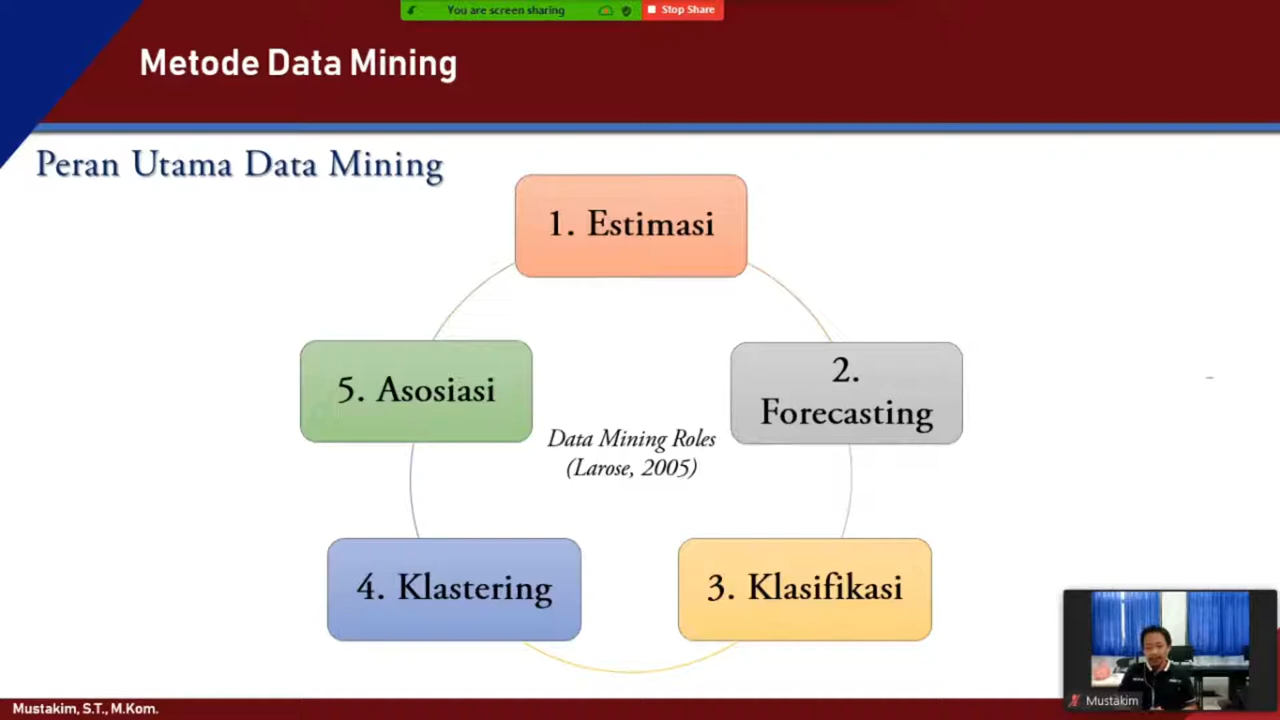 You are screen sharing
Stop Share
Metode Data Mining
Peran Utama Data Mining
1. Estimasi
5. Asosiasi
2.
Forecasting
Data Mining Roles
(Larose, 2005)
4. Klastering
3. Klasifikasi
Mustakim
Mustakim, S.T., M.Kom.